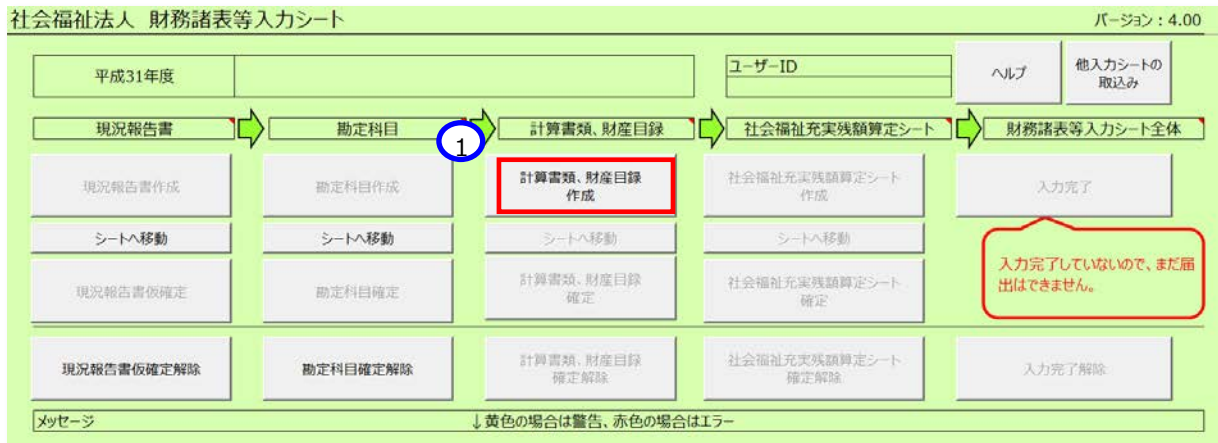 社会福祉法人 財務諸表等入力シート
バージョン：4.00
平成31年度
ユーザーID
ヘルプ
他入力シートの
取込み
現況報告書
勘定科目
1
計算書類、財産目録
社会福祉充実残額算定シート
財務諸表等入力シート全体
現況報告書作成
勘定科目作成
計算書類、財産目録
作成
社会福祉充実残額算定シート
作成
入力完了
シートへ移動
シートへ移動
シートへ移動
シートへ移動
入力完了していないので、まだ届
出はできません。
現況報告書仮確定
勘定科目確定
計算書類、財産目録
確定
社会福祉充実残額算定シート
確定
現況報告書仮確定解除
勘定科目確定解除
計算書類、財産目録
確定解除
社会福祉充実残額算定シート
確定解除
入力完了解除
メッセージ
↓黄色の場合は警告、赤色の場合はエラー